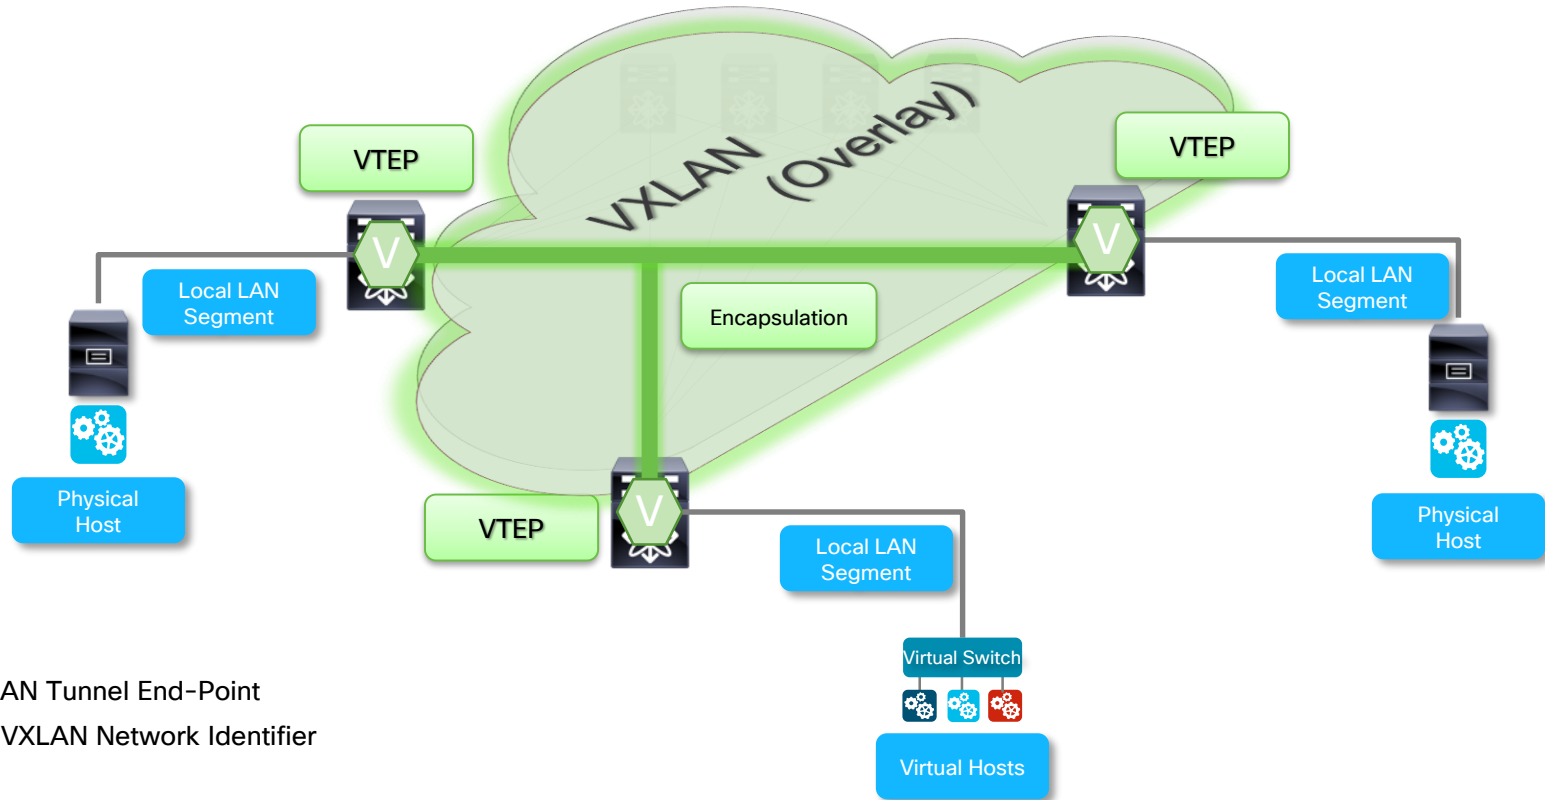 VXLAN
(Overlay)
VTEP
VTEP
V
V
Local LAN
Segment
Local LAN
Segment
Encapsulation
Physical
Host
Physical
Host
VTEP
V
Local LAN
Segment
Virtual Switch
AN Tunnel End-Point
VXLAN Network Identifier
Virtual Hosts